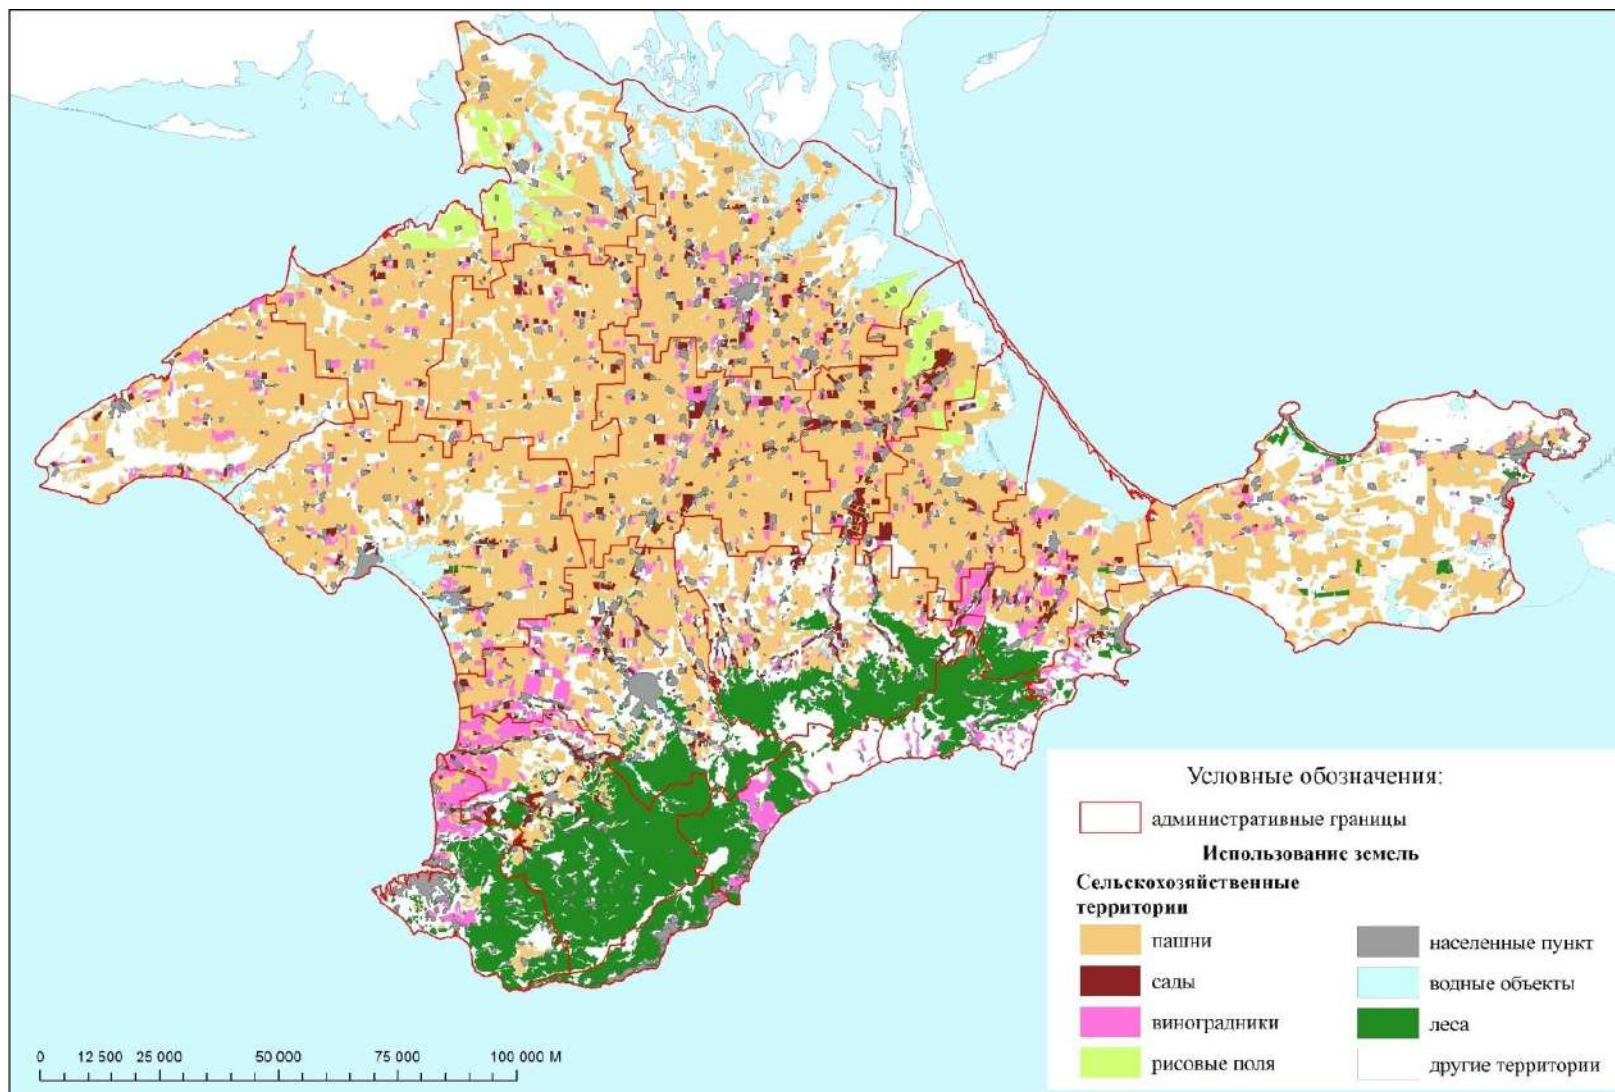 Условные обозначения:
административные границы
Использование земель
Сельскохозяйственные
территории
пашни
сады
виноградники
рисовые поля
населенные пункт
водные объекты
леса
другие территории
0 12 500 25 000 50 000 75 000 100 000 М